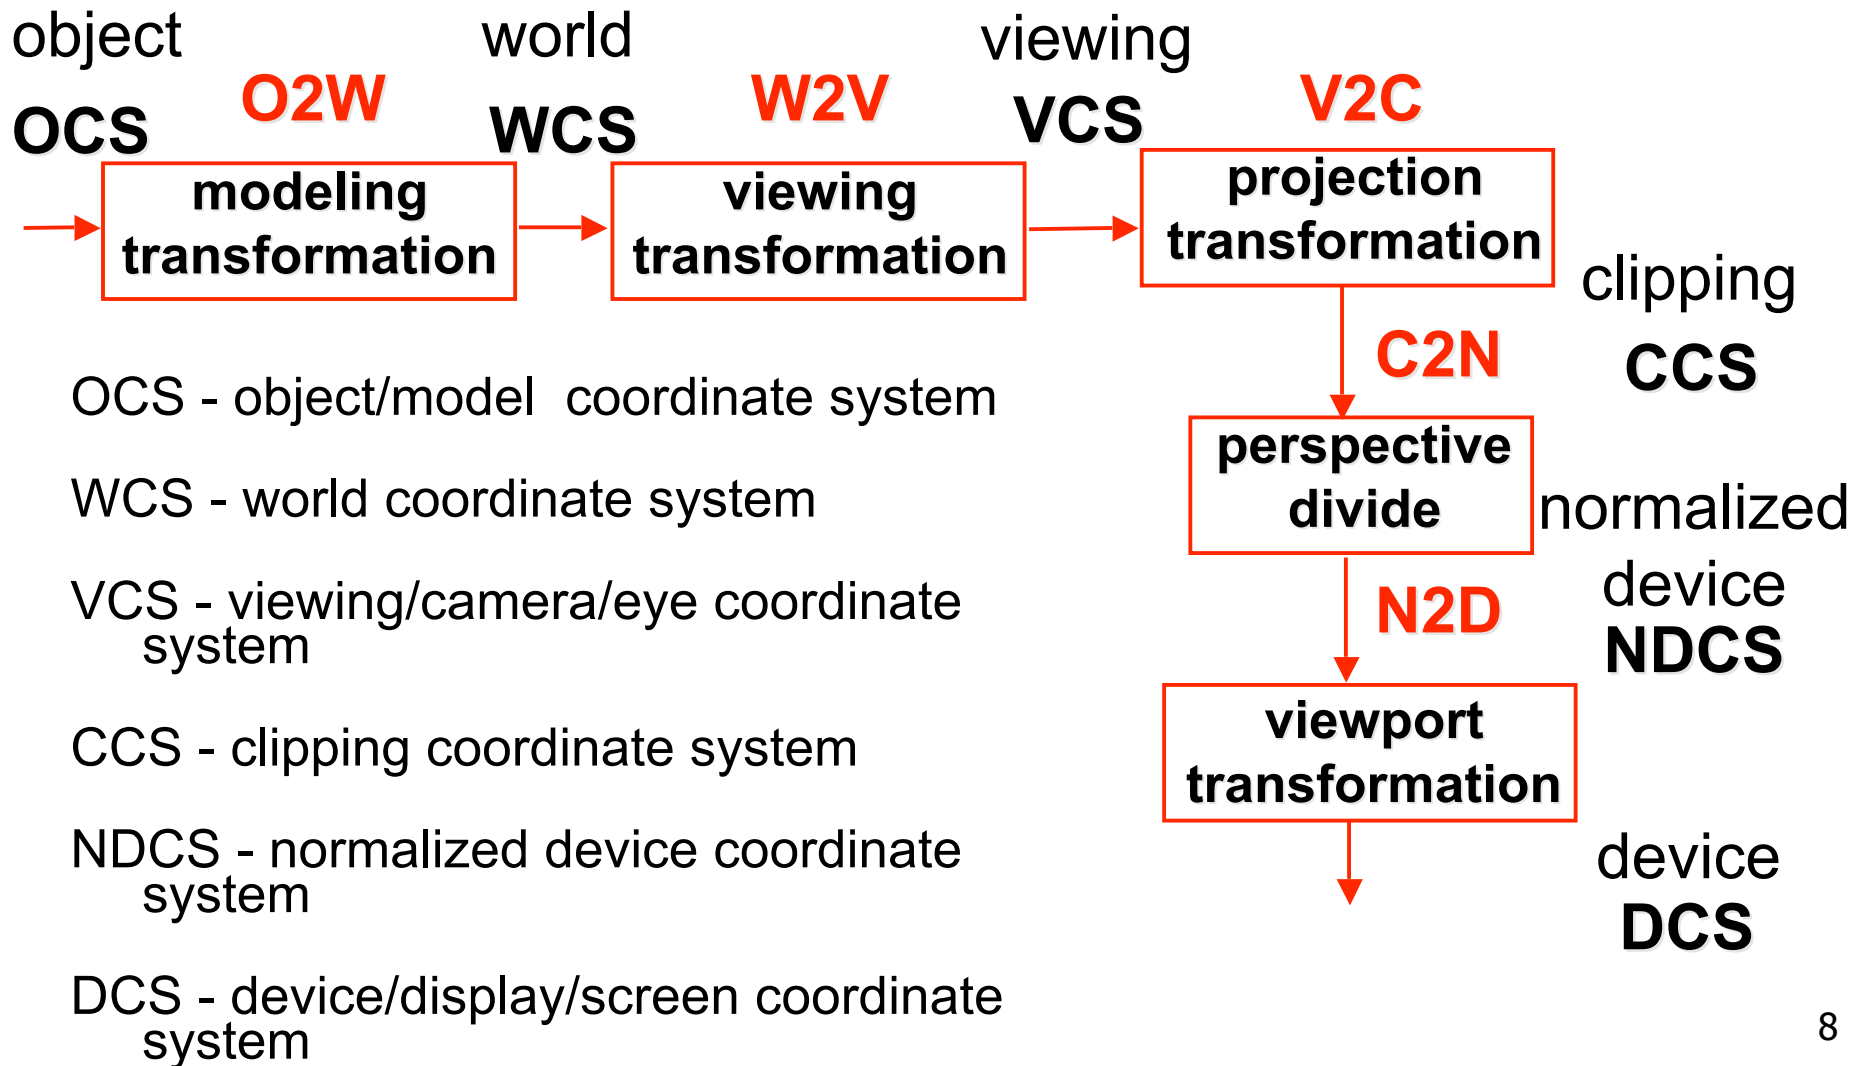 object
OCS
O2W
world
WCS
W2V
viewing
VCS
V2C
modeling
transformation
viewing
transformation
projection
transformation
clipping
CCS
C2N
perspective
divide
normalized
device
NDCS
N2D
viewport
transformation
device
DCS
OCS - object/model  coordinate system
WCS - world coordinate system
VCS - viewing/camera/eye coordinate
system
CCS - clipping coordinate system
NDCS - normalized device coordinate
system
DCS - device/display/screen coordinate
system
8